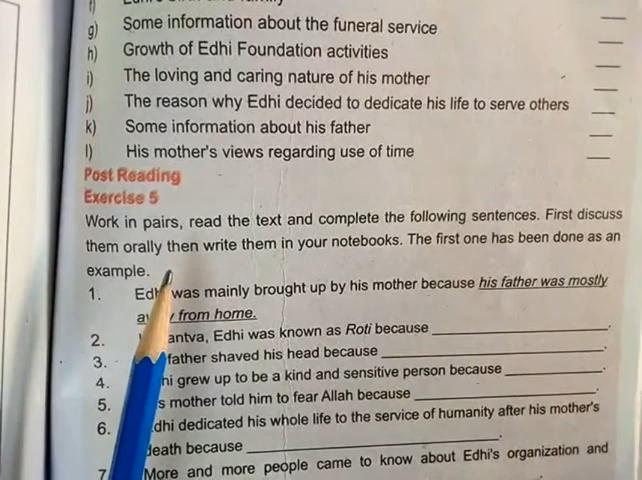 g) Some information about the funeral service
h) Growth of Edhi Foundation activities
i) The loving and caring nature of his mother
j) The reason why Edhi decided to dedicate his life to serve others
k) Some information about his father
l) His mother's views regarding use of time
Post Reading
Exercise 5
Work in pairs, read the text and complete the following sentences. First discuss
them orally then write them in your notebooks. The first one has been done as an
example.
1. was mainly brought up by his mother because his father was mostly
from home.
2. Edhi was known as Roti because
3. father shaved his head because
4. grew up to be a kind and sensitive person because
5. mother told him to fear Allah because
6. dedicated his whole life to the service of humanity after his mother's
death because
7 More and more people came to know about Edhi's organization and